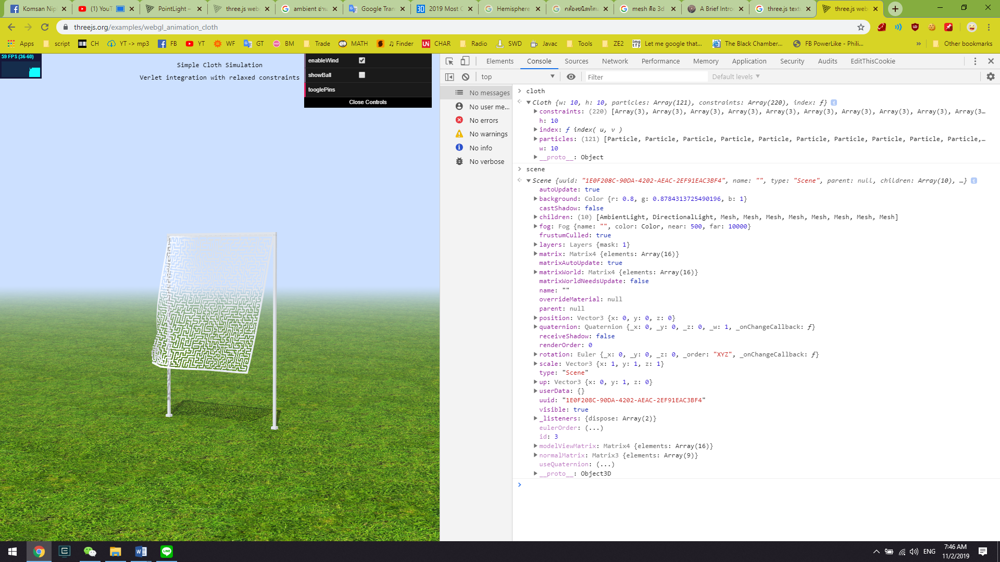 Komsan Nip
(1) YouT
PointLight –
three.js web
ambient อ่าน
Google Tran
2019 Most C
Hemisphere
กล้องชนิดทัศน
mesh คือ 3d
A Brief Intro
three.js textu
three.js web
threejs.org/examples/webgl_animation_cloth
Apps
script
CH
YT -> mp3
FB
YT
WF
GT
BM
Trade
MATH
♫ Finder
CHAR
Radio
SWD
Javac
Tools
ZE2
Let me google that...
The Black Chamber...
FB PowerLike - Phili...
»
Other bookmarks
59 FPS (36-60)
Simple Cloth Simulation
Verlet integration with relaxed constraints
enableWind
showBall
tooglePins
Close Controls
Elements
Console
Sources
Network
Performance
Memory
Application
Security
Audits
EditThisCookie
top
Filter
Default levels
No messages
No user me...
No errors
No warnings
No info
No verbose
cloth
Cloth {w: 10, h: 10, particles: Array(121), constraints: Array(220), index: ƒ}
constraints: (220) [Array(3), Array(3), Array(3), Array(3), Array(3), Array(3), Array(3), Array(3), Array(3), Array(3…
h: 10
index: ƒ index( u, v )
particles: (121) [Particle, Particle, Particle, Particle, Particle, Particle, Particle, Particle, Particle, Particle,…
w: 10
__proto__: Object
scene
Scene {uuid: "1E0F208C-90DA-4202-AEAC-2EF91EAC3BF4", name: "", type: "Scene", parent: null, children: Array(10), …}
autoUpdate: true
background: Color {r: 0.8, g: 0.8784313725490196, b: 1}
castShadow: false
children: (10) [AmbientLight, DirectionalLight, Mesh, Mesh, Mesh, Mesh, Mesh, Mesh, Mesh, Mesh]
fog: Fog {name: "", color: Color, near: 500, far: 10000}
frustumCulled: true
layers: Layers {mask: 1}
matrix: Matrix4 {elements: Array(16)}
matrixAutoUpdate: true
matrixWorld: Matrix4 {elements: Array(16)}
matrixWorldNeedsUpdate: false
name: ""
overrideMaterial: null
parent: null
position: Vector3 {x: 0, y: 0, z: 0}
quaternion: Quaternion {_x: 0, _y: 0, _z: 0, _w: 1, _onChangeCallback: ƒ}
receiveShadow: false
renderOrder: 0
rotation: Euler {_x: 0, _y: 0, _z: 0, _order: "XYZ", _onChangeCallback: ƒ}
scale: Vector3 {x: 1, y: 1, z: 1}
type: "Scene"
up: Vector3 {x: 0, y: 1, z: 0}
userData: {}
uuid: "1E0F208C-90DA-4202-AEAC-2EF91EAC3BF4"
visible: true
_listeners: {dispose: Array(2)}
eulerOrder: (...)
id: 3
modelViewMatrix: Matrix4 {elements: Array(16)}
normalMatrix: Matrix3 {elements: Array(9)}
useQuaternion: (...)
__proto__: Object3D
ENG
7:46 AM
11/2/2019